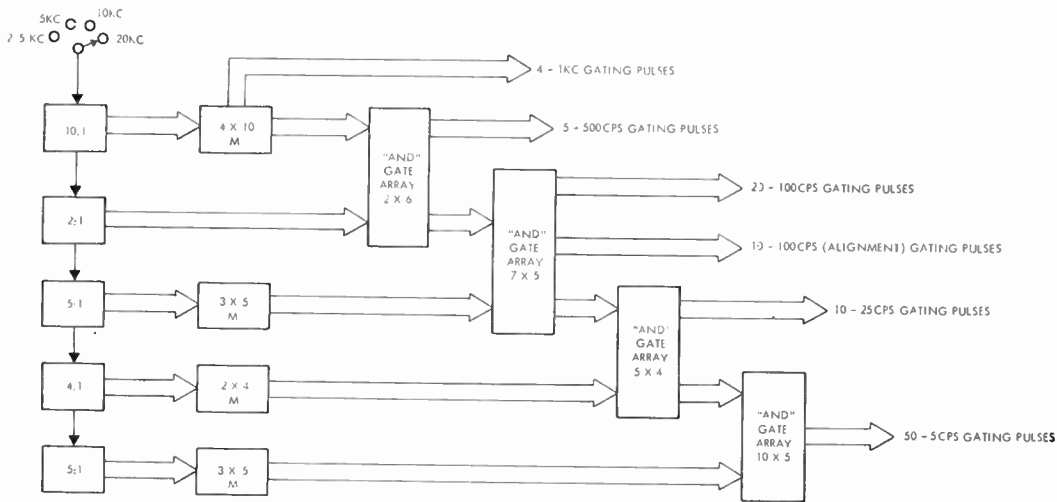 5KC
10KC
2 5 KC
20KC
4 - 1KC GATING PULSES
10:1
4 X 10
M
5 - 500CPS GATING PULSES
"AND"
GATE
ARRAY
2 X 6
20 - 100CPS GATING PULSES
2:1
"AND"
GATE
ARRAY
7 X 5
10 - 100CPS (ALIGNMENT) GATING PULSES
5:1
3 X 5
M
10 - 25CPS GATING PULSES
"AND"
GATE
ARRAY
5 X 4
4:1
2 X 4
M
"AND"
GATE
ARRAY
10 X 5
50 - 5CPS GATING PULSES
5:1
3 X 5
M